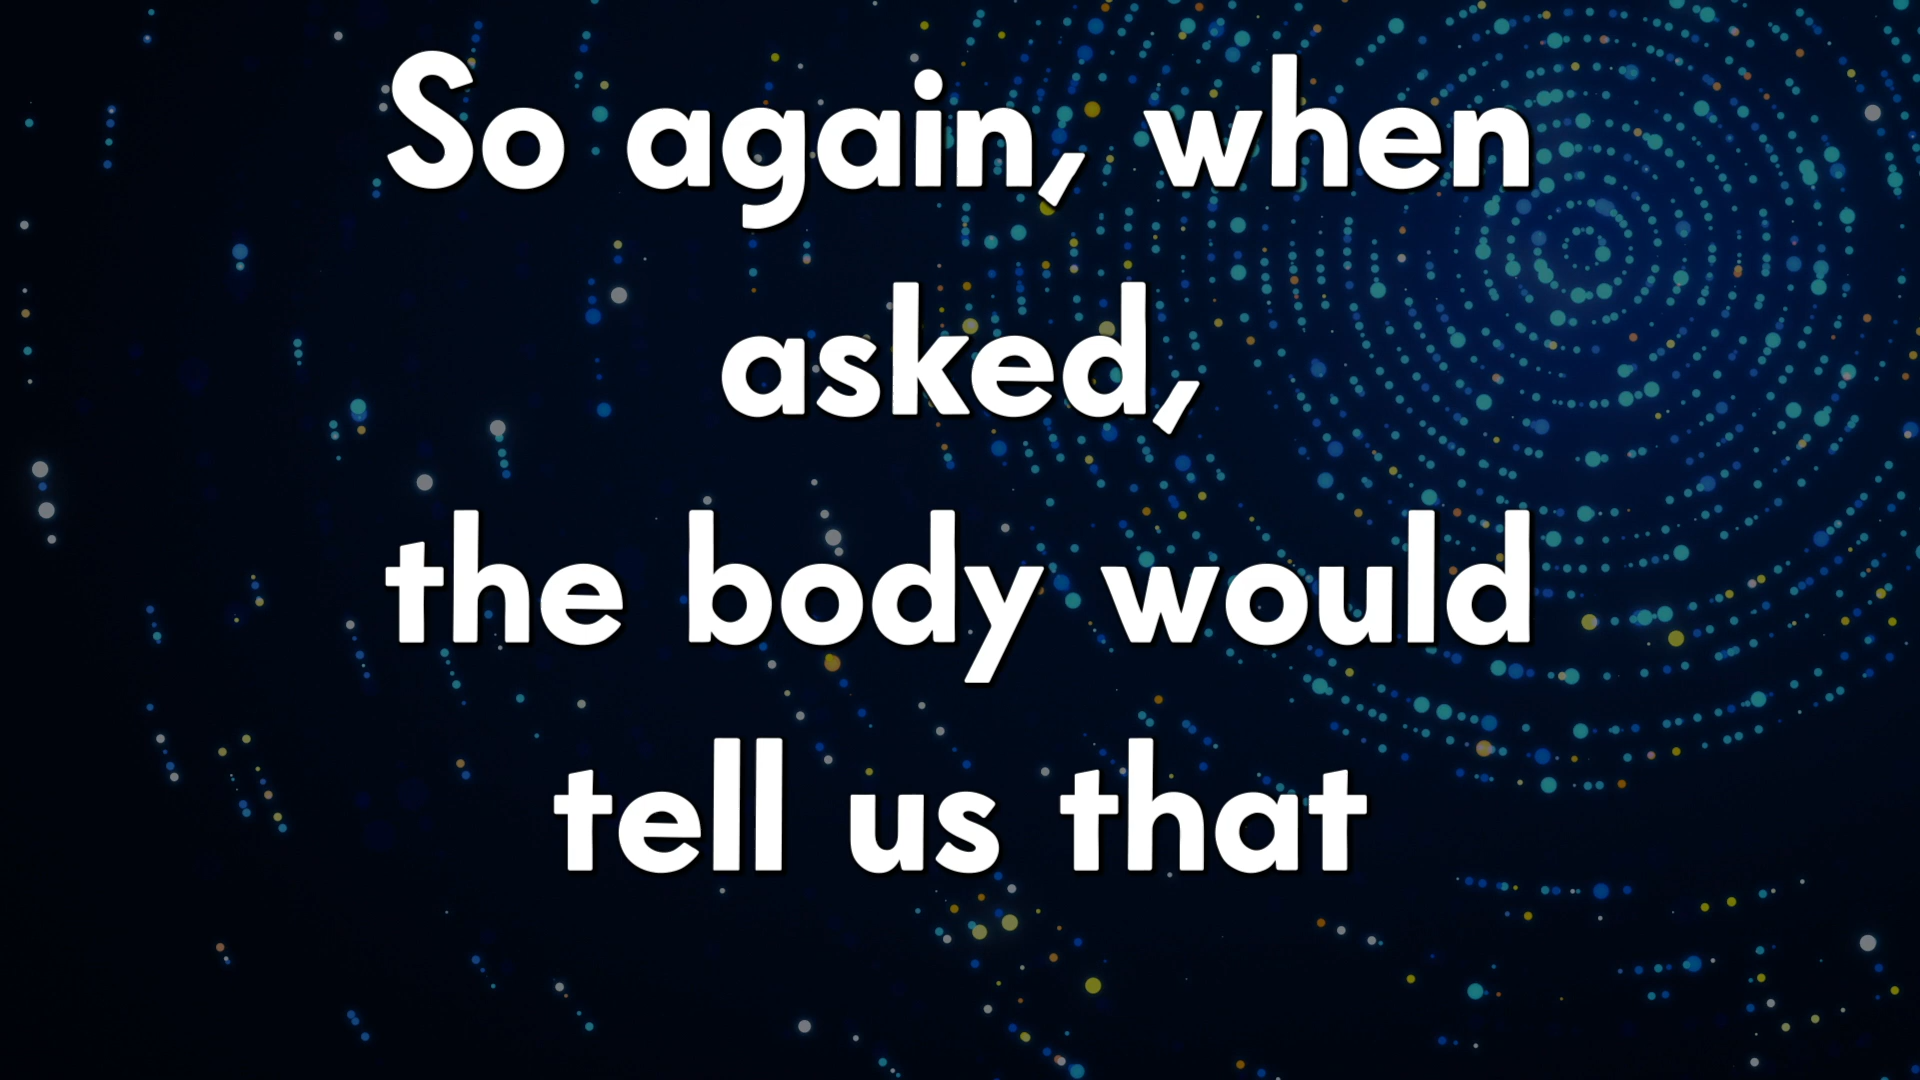 So again, when
asked,
the body would
tell us that